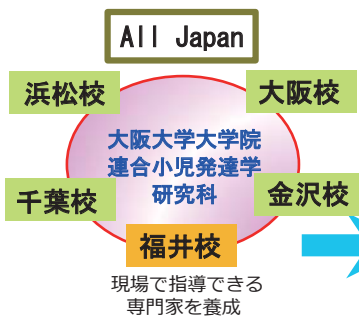 All Japan
浜松校
大阪校
大阪大学大学院
連合小児発達学
研究科
千葉校
金沢校
福井校
現場で指導できる
専門家を養成